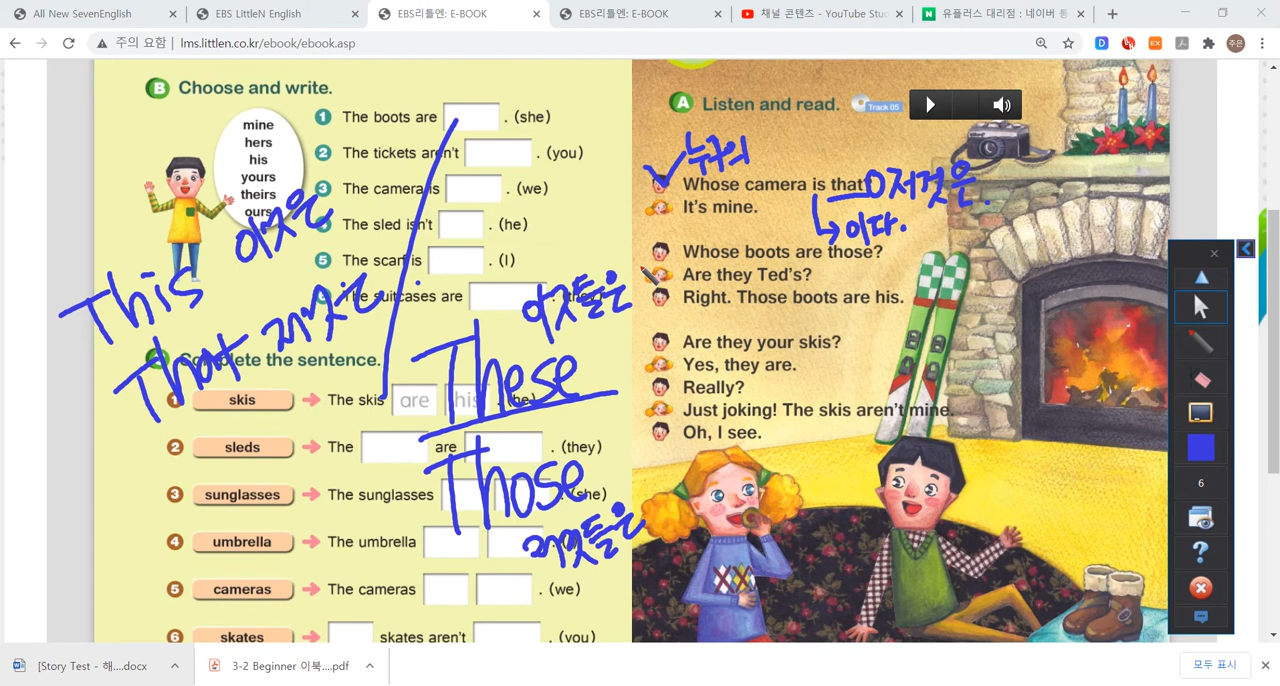 All New SevenEnglish
EBS LittleN English
EBS리틀엔: E-BOOK
EBS리틀엔: E-BOOK
채널 콘텐츠 - YouTube Stu
유플러스 대리점 : 네이버 통
주의 요함
lms.littlen.co.kr/ebook/ebook.asp
주은
B Choose and write.
mine
hers
his
yours
theirs
ours
1 The boots are . (she)
2 The tickets aren't . (you)
3 The camera is . (we)
The sled isn't . (he)
5 The scarf is . (I)
The suitcases are . (they)
This 이것은
That 저것은
These 이것들은
Those 저것들은
Complete the sentence.
1 skis The skis are his . (he)
2 sleds The are . (they)
3 sunglasses The sunglasses . (she)
4 umbrella The umbrella
5 cameras The cameras . (we)
6 skates skates aren't . (you)
A Listen and read. Track 05
누구의
Whose camera is that?
저것은.
이다.
It's mine.
Whose boots are those?
Are they Ted's?
Right. Those boots are his.
Are they your skis?
Yes, they are.
Really?
Just joking! The skis aren't mine.
Oh, I see.
6
[Story Test - 해....docx
3-2 Beginner 이북....pdf
모두 표시